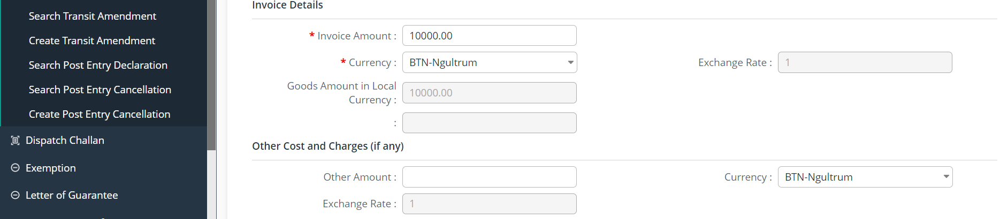 Search Transit Amendment
Create Transit Amendment
Search Post Entry Declaration
Search Post Entry Cancellation
Create Post Entry Cancellation
Dispatch Challan
Exemption
Letter of Guarantee
Invoice Details
* Invoice Amount : 10000.00
* Currency : BTN-Ngultrum Exchange Rate : 1
Goods Amount in Local
Currency : 10000.00
:
Other Cost and Charges (if any)
Other Amount : Currency : BTN-Ngultrum
Exchange Rate : 1